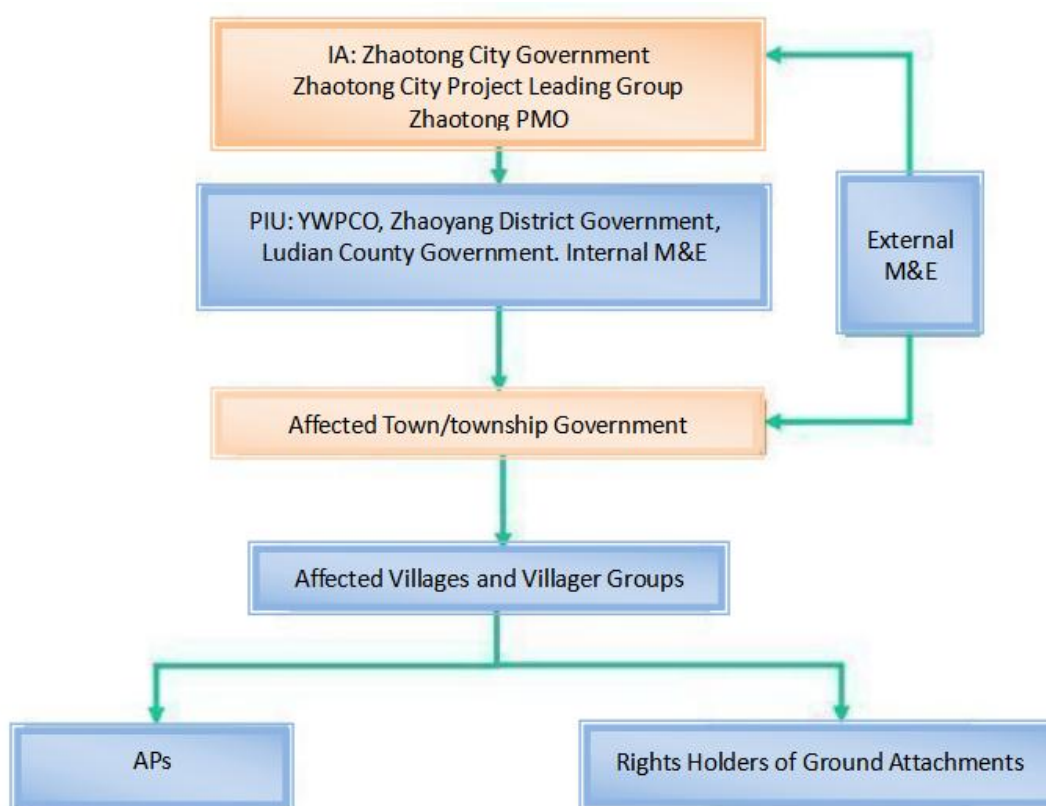 IA: Zhaotong City Government
Zhaotong City Project Leading Group
Zhaotong PMO
PIU: YWPCO, Zhaoyang District Government,
Ludian County Government. Internal M&E
External
M&E
Affected Town/township Government
Affected Villages and Villager Groups
APs
Rights Holders of Ground Attachments